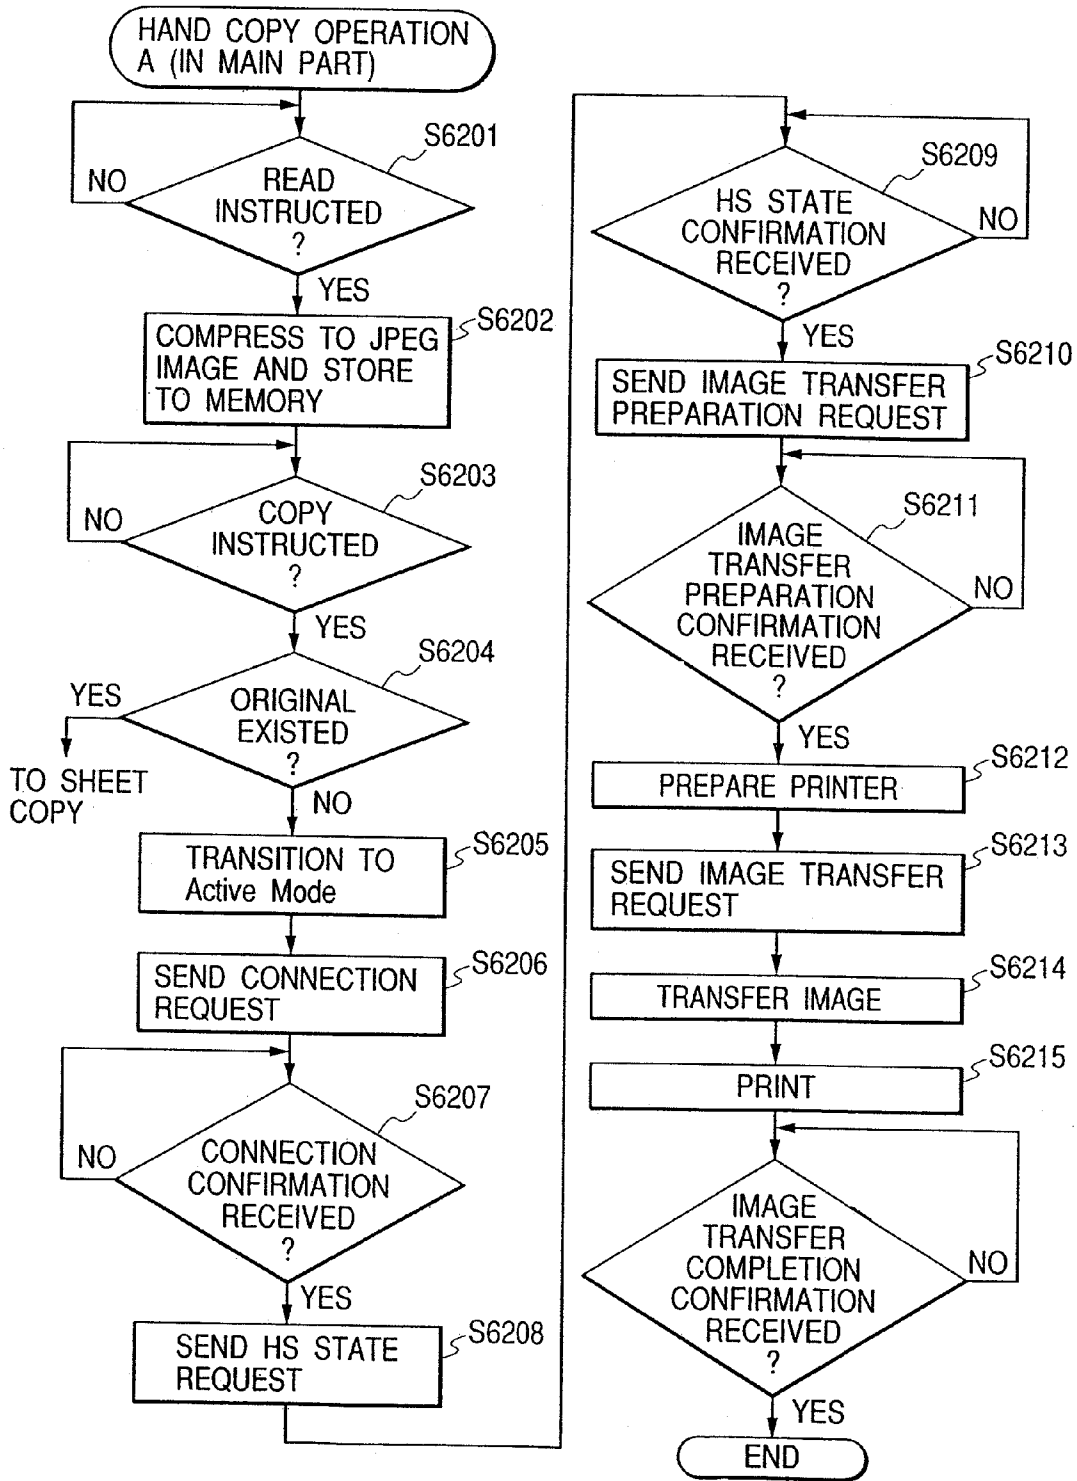 HAND COPY OPERATION
A (IN MAIN PART)
S6201
NO
READ
INSTRUCTED
?
YES
S6202
COMPRESS TO JPEG
IMAGE AND STORE
TO MEMORY
S6203
NO
COPY
INSTRUCTED
?
YES
S6204
YES
ORIGINAL
EXISTED
?
TO SHEET
COPY
NO
S6205
TRANSITION TO
Active Mode
S6206
SEND CONNECTION
REQUEST
S6207
NO
CONNECTION
CONFIRMATION
RECEIVED
?
YES
S6208
SEND HS STATE
REQUEST
S6209
HS STATE
CONFIRMATION
RECEIVED
?
NO
YES
S6210
SEND IMAGE TRANSFER
PREPARATION REQUEST
S6211
IMAGE
TRANSFER
PREPARATION
CONFIRMATION
RECEIVED
?
NO
YES
S6212
PREPARE PRINTER
S6213
SEND IMAGE TRANSFER
REQUEST
S6214
TRANSFER IMAGE
S6215
PRINT
IMAGE
TRANSFER
COMPLETION
CONFIRMATION
RECEIVED
?
NO
YES
END